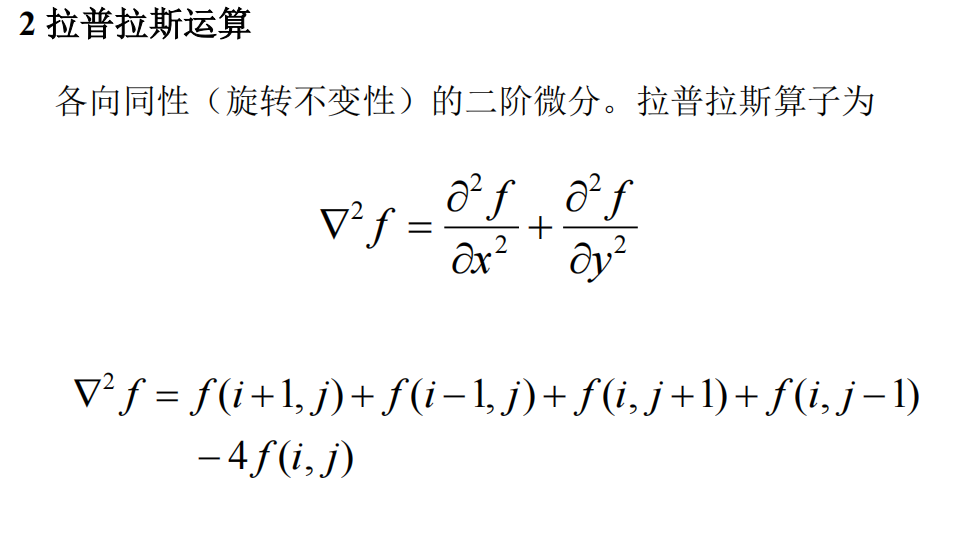 2 拉普拉斯运算
各向同性（旋转不变性）的二阶微分。拉普拉斯算子为
∇²f = ∂²f/∂x² + ∂²f/∂y²
∇²f = f(i+1, j) + f(i−1, j) + f(i, j+1) + f(i, j−1)
−4f(i, j)